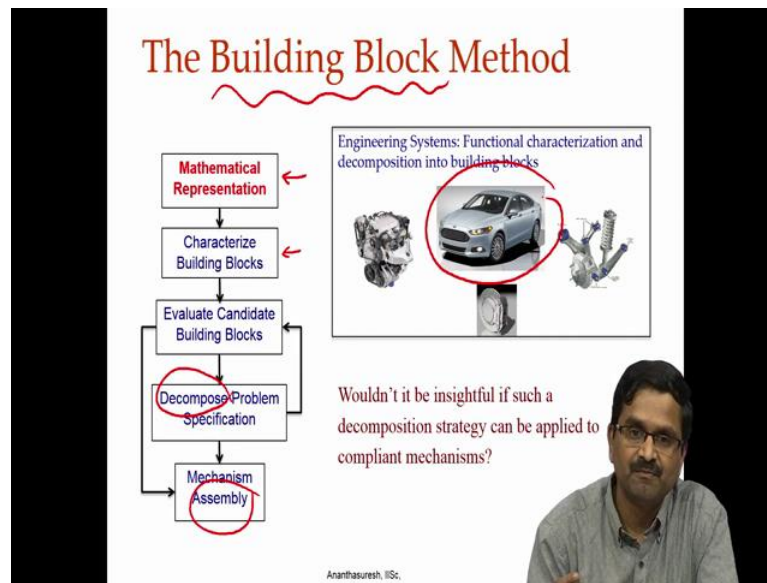 The Building Block Method
Mathematical
Representation
Characterize
Building Blocks
Evaluate Candidate
Building Blocks
Decompose Problem
Specification
Mechanism
Assembly
Engineering Systems: Functional characterization and
decomposition into building blocks
Wouldn't it be insightful if such a
decomposition strategy can be applied to
compliant mechanisms?
Ananthasuresh, IISc,